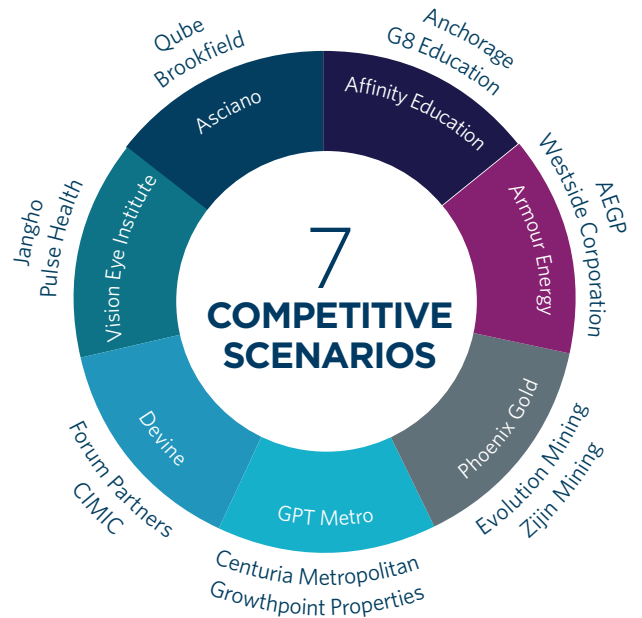 7
COMPETITIVE
SCENARIOS
Affinity Education
Anchorage
G8 Education
Armour Energy
AEGP
Westside Corporation
Phoenix Gold
Evolution Mining
Zijin Mining
GPT Metro
Centuria Metropolitan
Growthpoint Properties
Devine
Forum Partners
CIMIC
Vision Eye Institute
Jangho
Pulse Health
Asciano
Qube
Brookfield